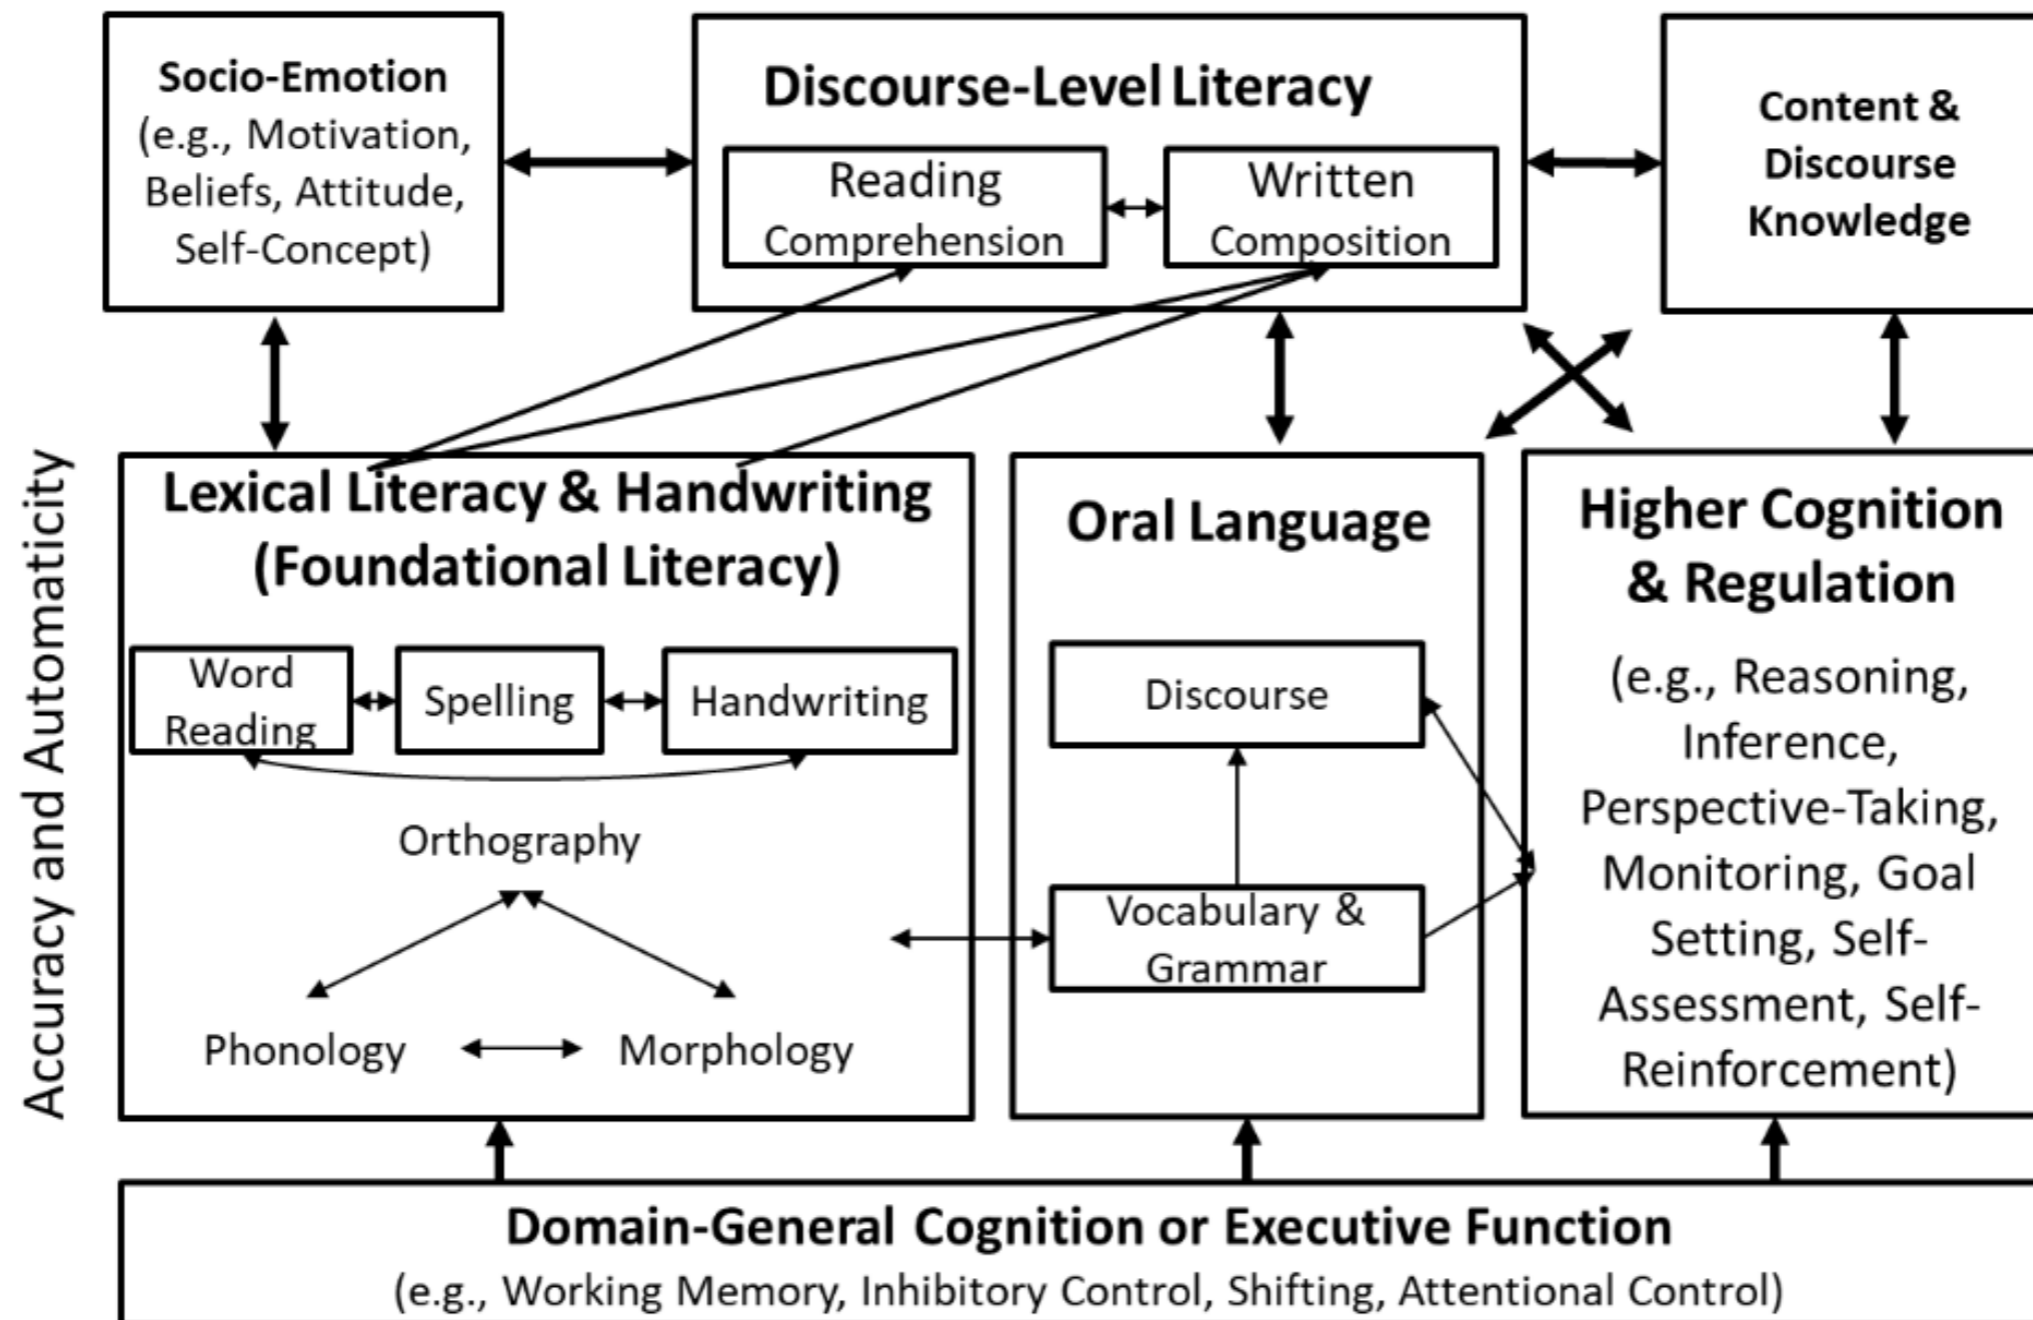 Socio-Emotion
(e.g., Motivation,
Beliefs, Attitude,
Self-Concept)
Discourse-Level Literacy
Reading
Comprehension
Written
Composition
Content &
Discourse
Knowledge
Accuracy and Automaticity
Lexical Literacy & Handwriting
(Foundational Literacy)
Word
Reading
Spelling
Handwriting
Orthography
Phonology
Morphology
Oral Language
Discourse
Vocabulary &
Grammar
Higher Cognition
& Regulation
(e.g., Reasoning,
Inference,
Perspective-Taking,
Monitoring, Goal
Setting, Self-
Assessment, Self-
Reinforcement)
Domain-General Cognition or Executive Function
(e.g., Working Memory, Inhibitory Control, Shifting, Attentional Control)